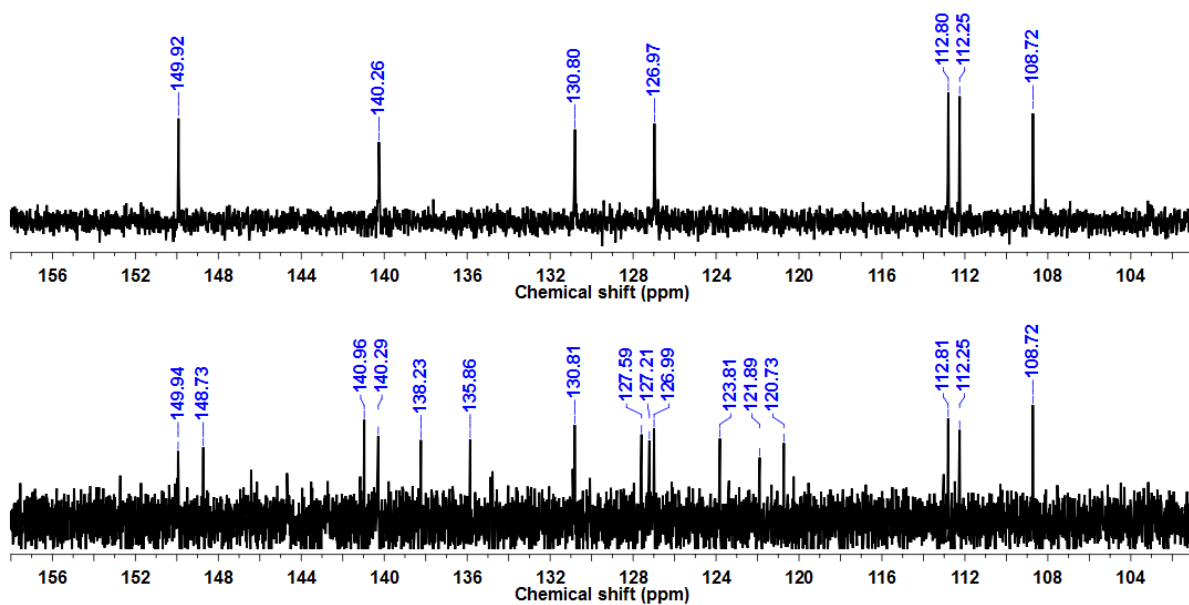 149.92 140.26 130.80 126.97 112.80 112.25 108.72
156 152 148 144 140 136 132 128 124 120 116 112 108 104
Chemical shift (ppm)
149.94 148.73 140.96 140.29 138.23 135.86 130.81 127.59 127.21 126.99 123.81 121.89 120.73 112.81 112.25 108.72
156 152 148 144 140 136 132 128 124 120 116 112 108 104
Chemical shift (ppm)